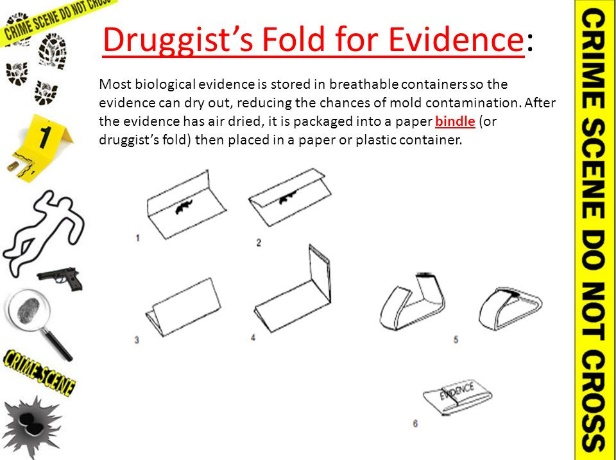 CRIME SCENE DO NOT CROSS
Druggist's Fold for Evidence:
Most biological evidence is stored in breathable containers so the
evidence can dry out, reducing the chances of mold contamination. After
the evidence has air dried, it is packaged into a paper bindle (or
druggist's fold) then placed in a paper or plastic container.
1
1
2
3
4
5
EVIDENCE
6
CRIME SCENE
CRIME SCENE DO NOT CROSS